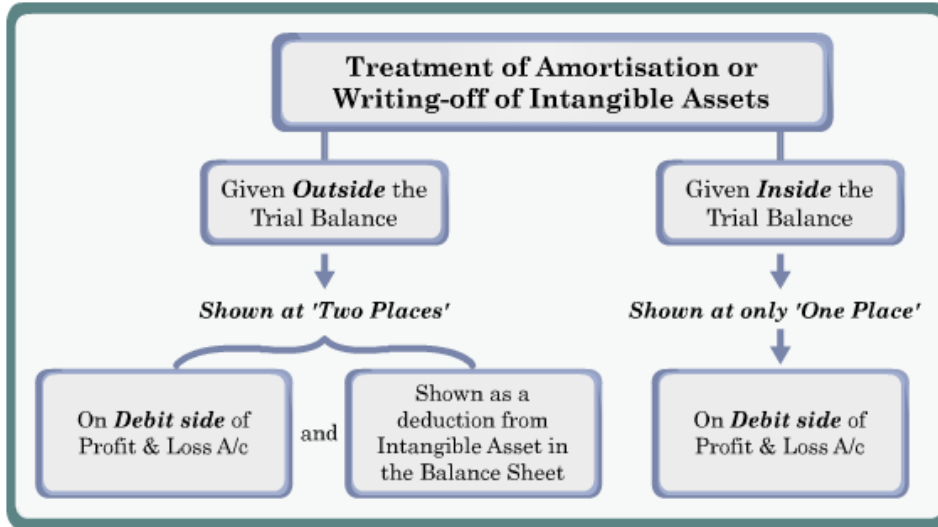 Treatment of Amortisation or
Writing-off of Intangible Assets
Given Outside the
Trial Balance
Given Inside the
Trial Balance
Shown at 'Two Places'
Shown at only 'One Place'
On Debit side of
Profit & Loss A/c
and
Shown as a
deduction from
Intangible Asset in
the Balance Sheet
On Debit side of
Profit & Loss A/c